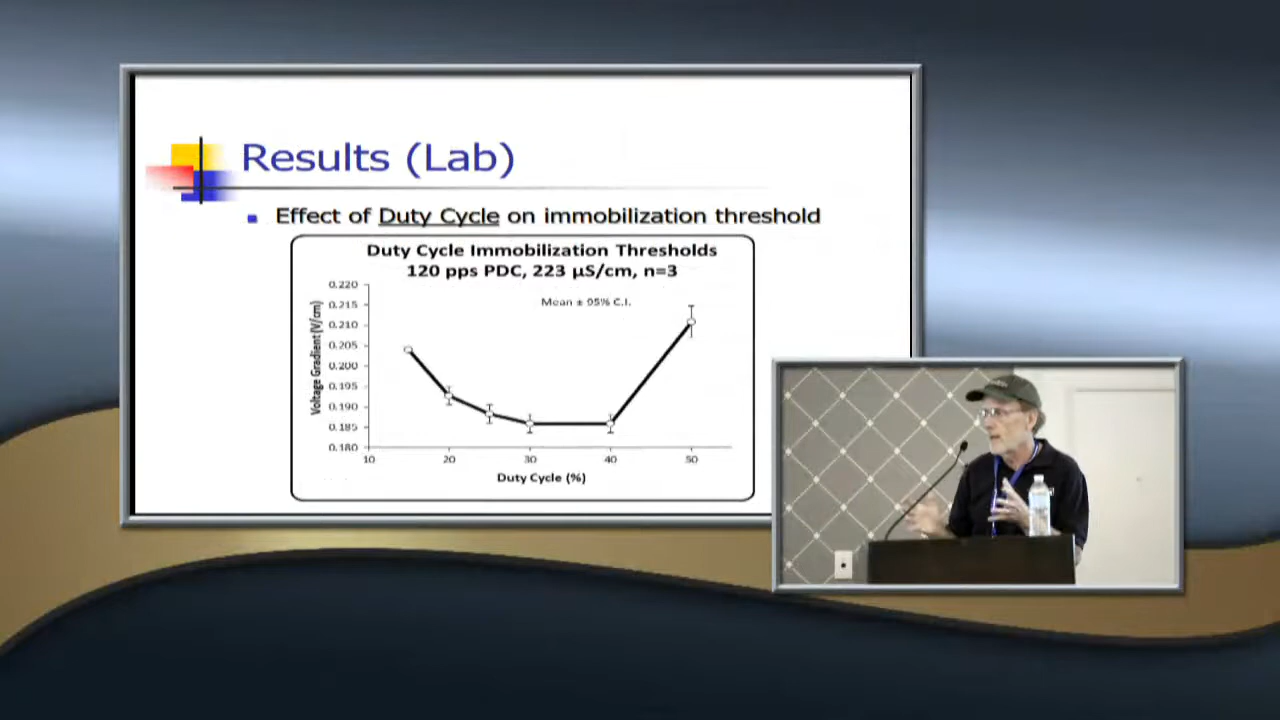 Results (Lab)
Effect of Duty Cycle on immobilization threshold
Duty Cycle Immobilization Thresholds
120 pps PDC, 223 µS/cm, n=3
Mean ± 95% C.I.
Voltage Gradient (V/cm)
0.220
0.215
0.210
0.205
0.200
0.195
0.190
0.185
0.180
10 20 30 40 50
Duty Cycle (%)